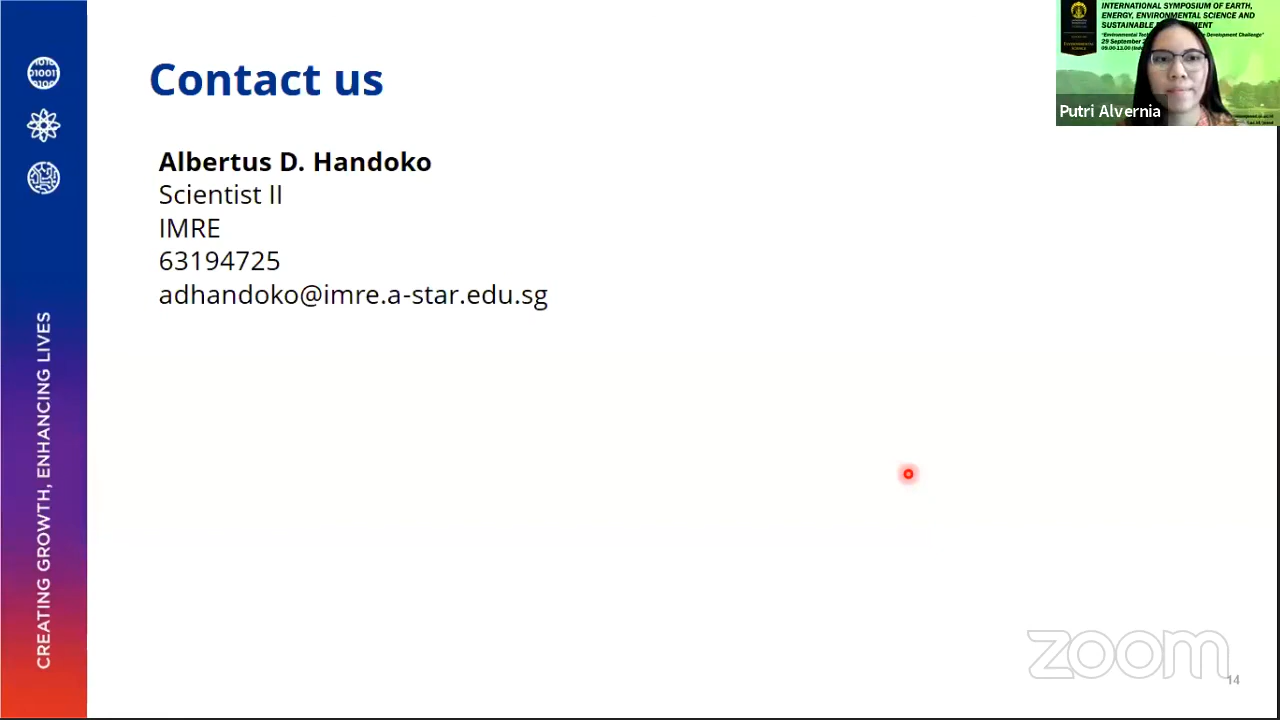 Contact us
Albertus D. Handoko
Scientist II
IMRE
63194725
adhandoko@imre.a-star.edu.sg
CREATING GROWTH, ENHANCING LIVES
INTERNATIONAL SYMPOSIUM OF EARTH,
ENERGY, ENVIRONMENTAL SCIENCE AND
SUSTAINABLE
Development Challenge"
29 September
Putri Alvernia
zoom
14